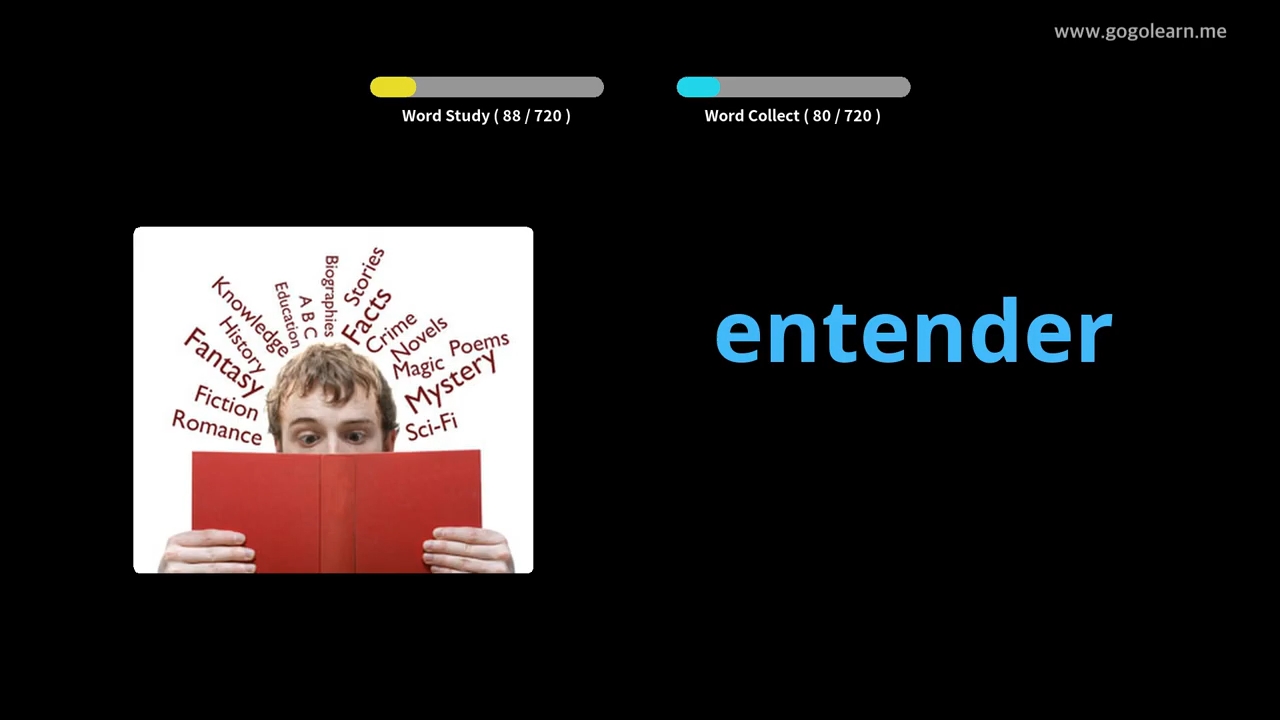 www.gogolearn.me
Word Study ( 88 / 720 )
Word Collect ( 80 / 720 )
Biographies
Stories
Education
A B C
Facts
Knowledge
History
Crime
Novels
Fantasy
Magic
Poems
Mystery
Fiction
Romance
Sci-Fi
entender